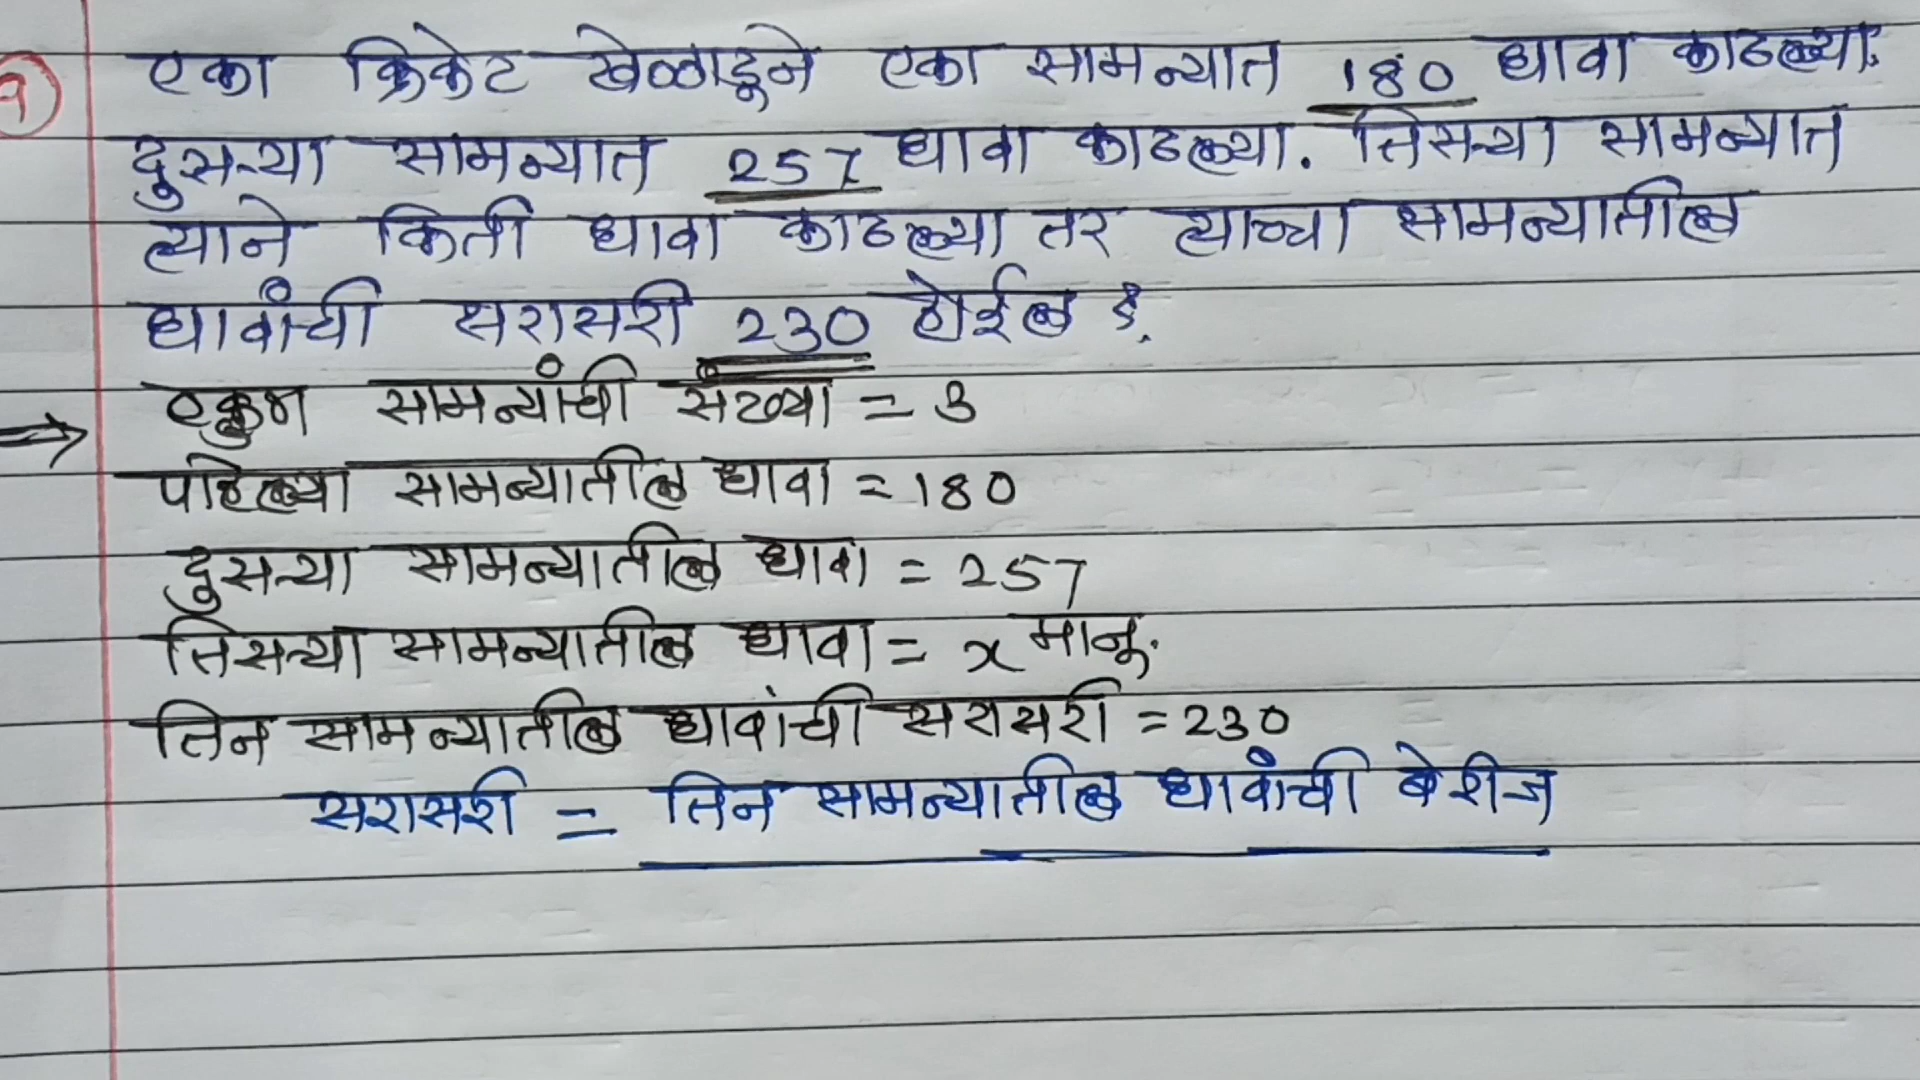 १ एका क्रिकेट खेळाडूने एका सामन्यात 180 धावा काढल्या.
दुसऱ्या सामन्यात 257 धावा काढल्या. तिसऱ्या सामन्यात
त्याने किती धावा काढल्या तर त्याच्या सामन्यातील
धावांची सरासरी 230 होईल ?
एकुण सामन्यांची संख्या = 3
पहिल्या सामन्यातील धावा = 180
दुसऱ्या सामन्यातील धावा = 257
तिसऱ्या सामन्यातील धावा = x मानू.
तिन सामन्यातील धावांची सरासरी = 230
सरासरी = तिन सामन्यातील धावांची बेरीज